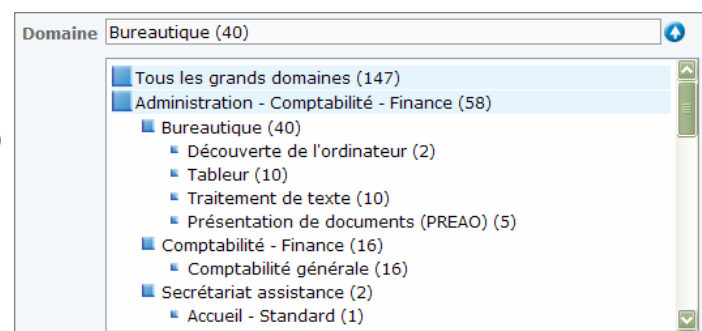 Domaine Bureautique (40)
Tous les grands domaines (147)
Administration - Comptabilité - Finance (58)
Bureautique (40)
Découverte de l'ordinateur (2)
Tableur (10)
Traitement de texte (10)
Présentation de documents (PREAO) (5)
Comptabilité - Finance (16)
Comptabilité générale (16)
Secrétariat assistance (2)
Accueil - Standard (1)